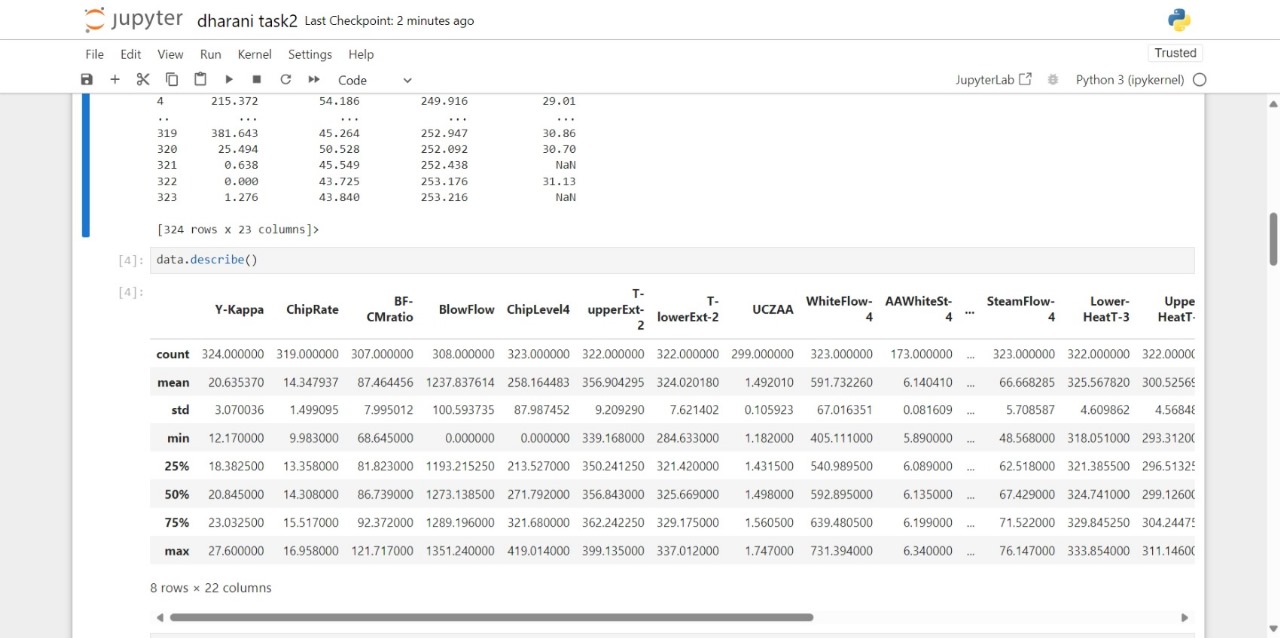 jupyter dharani task2 Last Checkpoint: 2 minutes ago
File Edit View Run Kernel Settings Help
Trusted
Code
JupyterLab Python 3 (ipykernel)
4 215.372 54.186 249.916 29.01
.. ... ... ... ...
319 381.643 45.264 252.947 30.86
320 25.494 50.528 252.092 30.70
321 0.638 45.549 252.438 NaN
322 0.000 43.725 253.176 31.13
323 1.276 43.840 253.216 NaN
[324 rows x 23 columns]>
[4]: data.describe()
[4]:
Y-Kappa ChipRate BF-CMratio BlowFlow ChipLevel4 T-upperExt-2 T-lowerExt-2 UCZAA WhiteFlow-4 AAWhiteSt-4 ... SteamFlow-4 Lower-HeatT-3 Uppe HeatT-
count 324.000000 319.000000 307.000000 308.000000 323.000000 322.000000 322.000000 299.000000 323.000000 173.000000 ... 323.000000 322.000000 322.00000
mean 20.635370 14.347937 87.464456 1237.837614 258.164483 356.904295 324.020180 1.492010 591.732260 6.140410 ... 66.668285 325.567820 300.52569
std 3.070036 1.499095 7.995012 100.593735 87.987452 9.209290 7.621402 0.105923 67.016351 0.081609 ... 5.708587 4.609862 4.56848
min 12.170000 9.983000 68.645000 0.000000 0.000000 339.168000 284.633000 1.182000 405.111000 5.890000 ... 48.568000 318.051000 293.31200
25% 18.382500 13.358000 81.823000 1193.215250 213.527000 350.241250 321.420000 1.431500 540.989500 6.089000 ... 62.518000 321.385500 296.51325
50% 20.845000 14.308000 86.739000 1273.138500 271.792000 356.843000 325.669000 1.498000 592.895000 6.135000 ... 67.429000 324.741000 299.12600
75% 23.032500 15.517000 92.372000 1289.196000 321.680000 362.242250 329.175000 1.560500 639.480500 6.199000 ... 71.522000 329.845250 304.24475
max 27.600000 16.958000 121.717000 1351.240000 419.014000 399.135000 337.012000 1.747000 731.394000 6.340000 ... 76.147000 333.854000 311.14600
8 rows × 22 columns